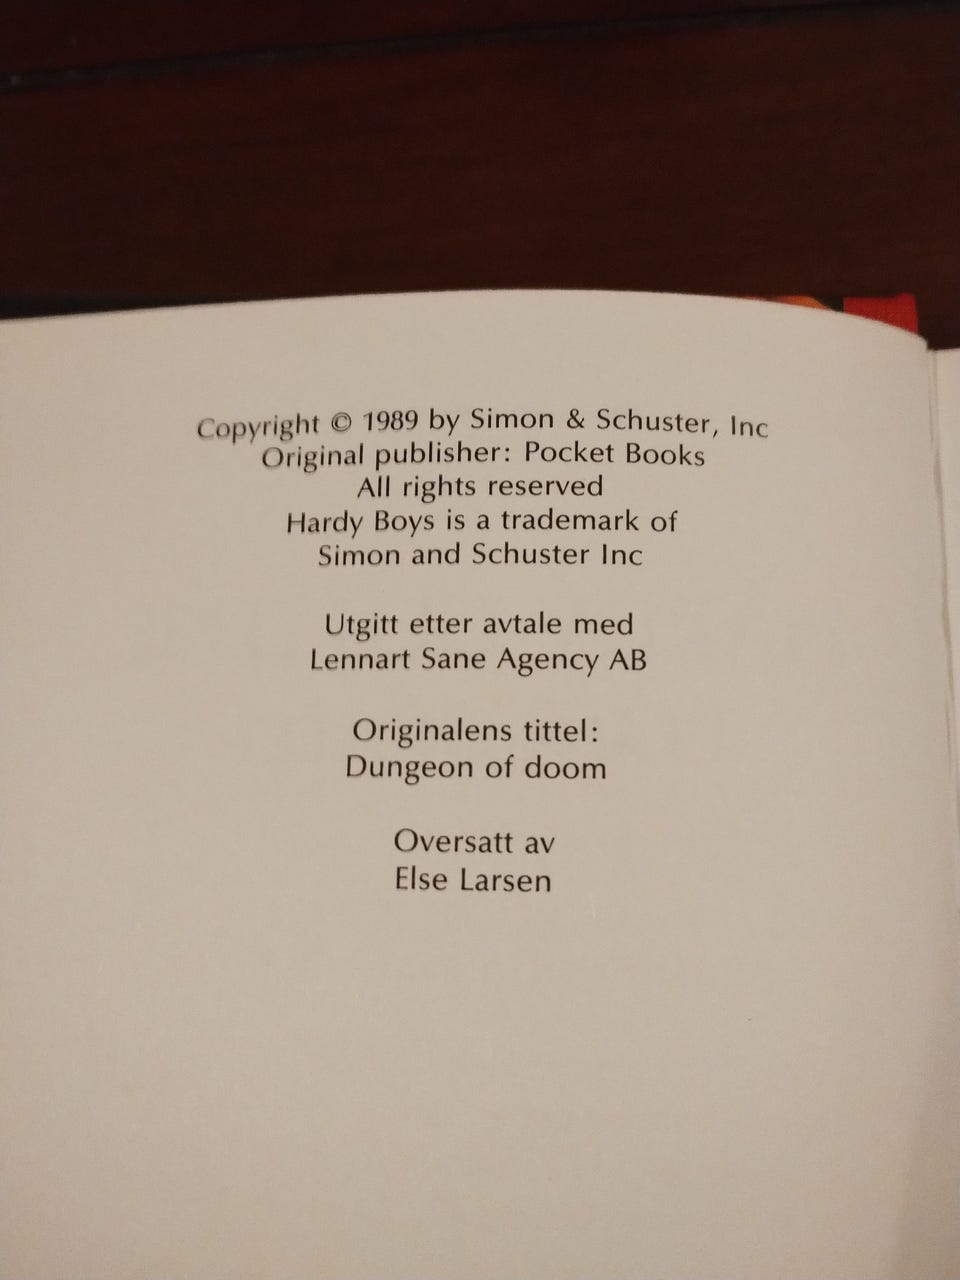 Copyright © 1989 by Simon & Schuster, Inc
Original publisher: Pocket Books
All rights reserved
Hardy Boys is a trademark of
Simon and Schuster Inc
Utgitt etter avtale med
Lennart Sane Agency AB
Originalens tittel:
Dungeon of doom
Oversatt av
Else Larsen